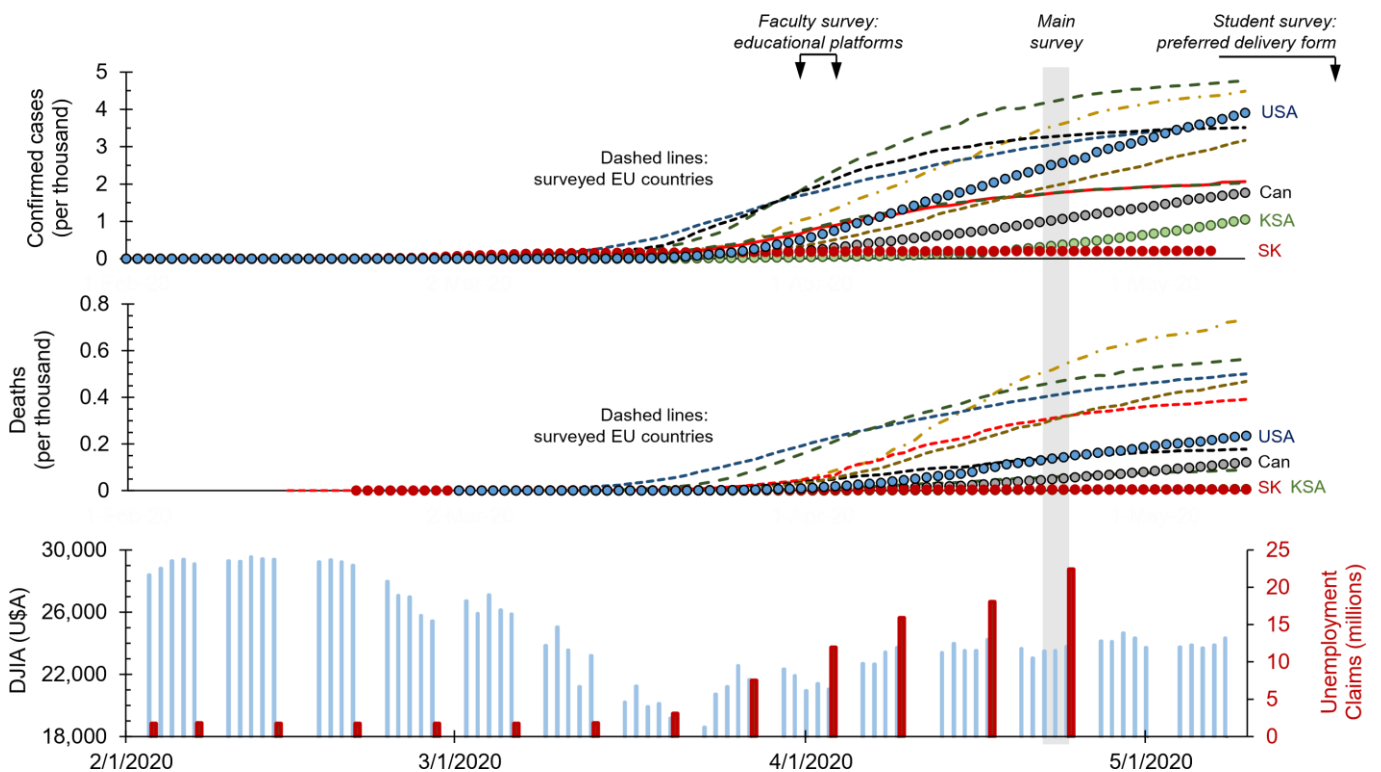 Faculty survey:
educational platforms
Main
survey
Student survey:
preferred delivery form
Confirmed cases
(per thousand)
5
4
3
2
1
0
Dashed lines:
surveyed EU countries
USA
Can
KSA
SK
Deaths
(per thousand)
0.8
0.6
0.4
0.2
0
Dashed lines:
surveyed EU countries
USA
Can
SK KSA
DJIA (U$A)
30,000
26,000
22,000
18,000
25
20
15
10
5
0
Unemployment
Claims (millions)
2/1/2020
3/1/2020
4/1/2020
5/1/2020